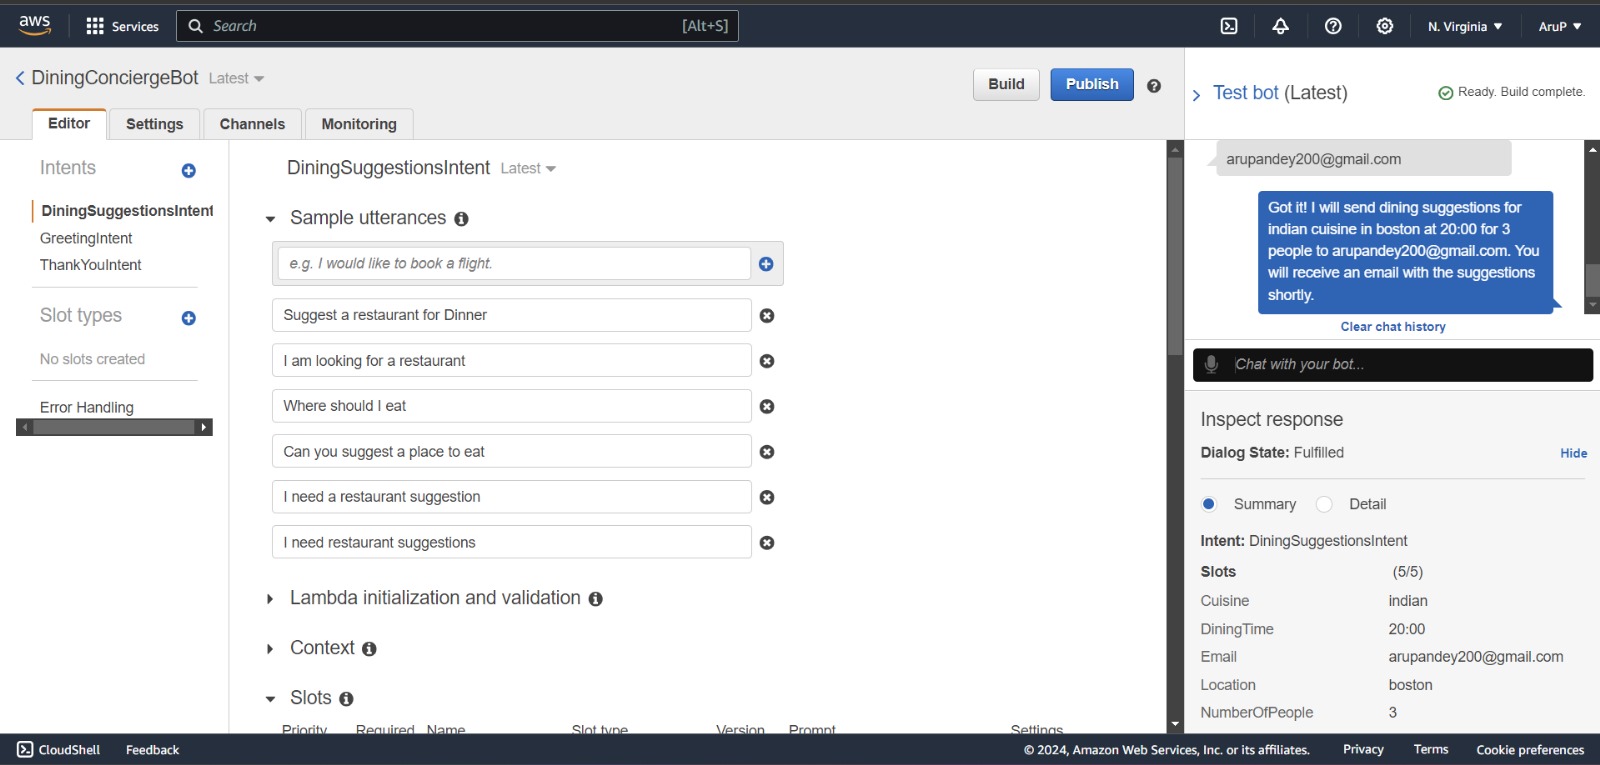 aws
Services
Search
[Alt+S]
N. Virginia
AruP
DiningConciergeBot
Latest
Build
Publish
Editor
Settings
Channels
Monitoring
Intents
DiningSuggestionsIntent
GreetingIntent
ThankYouIntent
Slot types
No slots created
Error Handling
DiningSuggestionsIntent
Latest
Sample utterances
e.g. I would like to book a flight.
Suggest a restaurant for Dinner
I am looking for a restaurant
Where should I eat
Can you suggest a place to eat
I need a restaurant suggestion
I need restaurant suggestions
Lambda initialization and validation
Context
Slots
Priority Required Name Slot type Version Prompt Settings
Test bot (Latest)
Ready. Build complete.
arupandey200@gmail.com
Got it! I will send dining suggestions for
indian cuisine in boston at 20:00 for 3
people to arupandey200@gmail.com. You
will receive an email with the suggestions
shortly.
Clear chat history
Chat with your bot...
Inspect response
Dialog State: Fulfilled
Hide
Summary
Detail
Intent: DiningSuggestionsIntent
Slots (5/5)
Cuisine indian
DiningTime 20:00
Email arupandey200@gmail.com
Location boston
NumberOfPeople 3
CloudShell
Feedback
© 2024, Amazon Web Services, Inc. or its affiliates.
Privacy
Terms
Cookie preferences